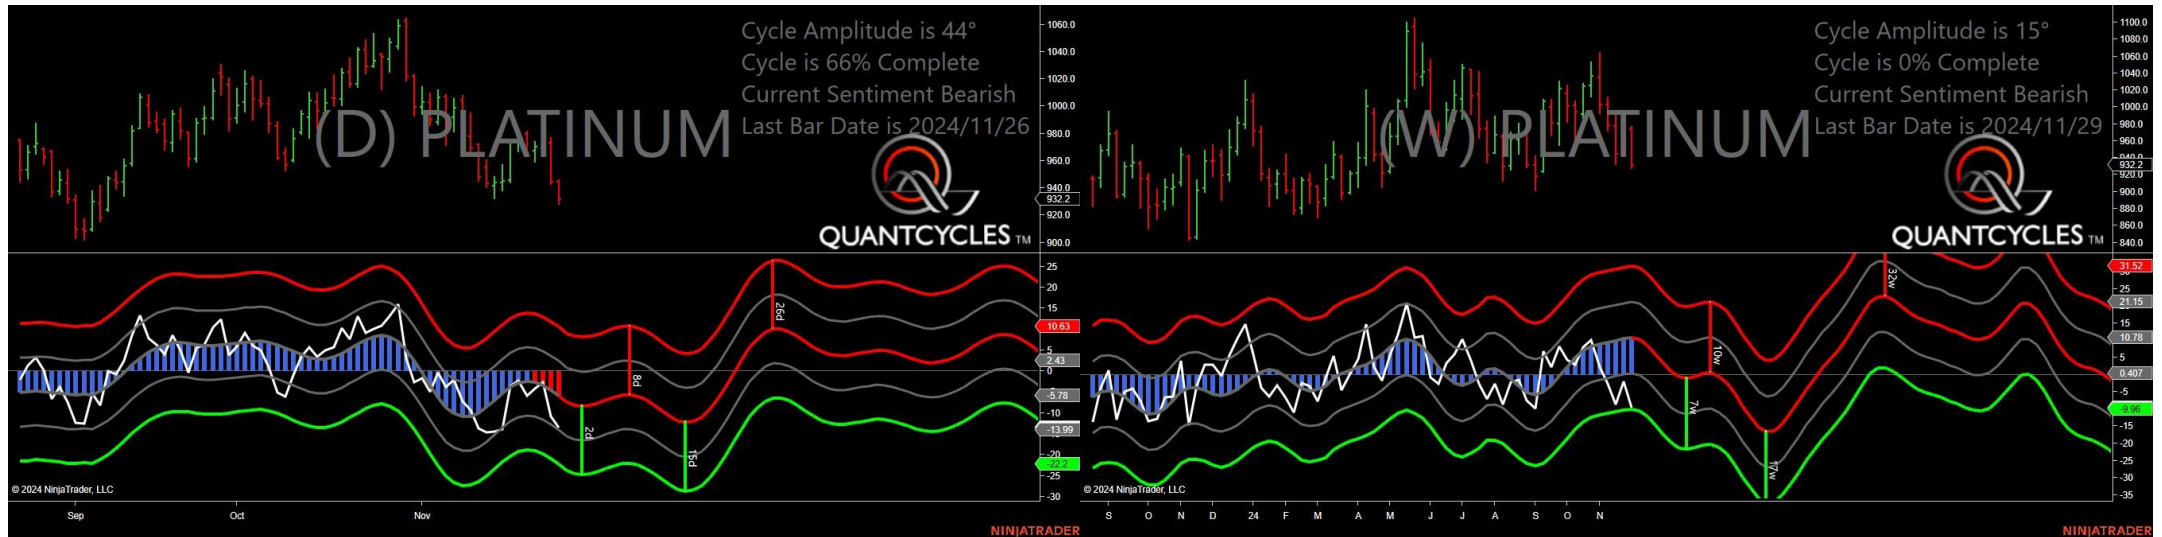 Cycle Amplitude is 44°
Cycle is 66% Complete
Current Sentiment Bearish
Last Bar Date is 2024/11/26
(D) PLATINUM
QUANTCYCLES TM
1060.0
1040.0
1020.0
1000.0
980.0
960.0
940.0
932.2
920.0
900.0
25
20
15
10.63
5
2.43
0
-5
-5.78
-10
-13.99
-20
-22.2
-25
-30
2d
8d
15d
26d
© 2024 NinjaTrader, LLC
Sep Oct Nov
NINJATRADER
Cycle Amplitude is 15°
Cycle is 0% Complete
Current Sentiment Bearish
Last Bar Date is 2024/11/29
(W) PLATINUM
QUANTCYCLES TM
1100.0
1080.0
1060.0
1040.0
1020.0
1000.0
980.0
960.0
940.0
932.2
920.0
900.0
880.0
860.0
840.0
31.52
25
21.15
15
10.78
5
0.407
-5
-9.96
-15
-20
-25
-30
-35
7w
10w
17w
32w
© 2024 NinjaTrader, LLC
S O N D 24 F M A M J J A S O N
NINJATRADER